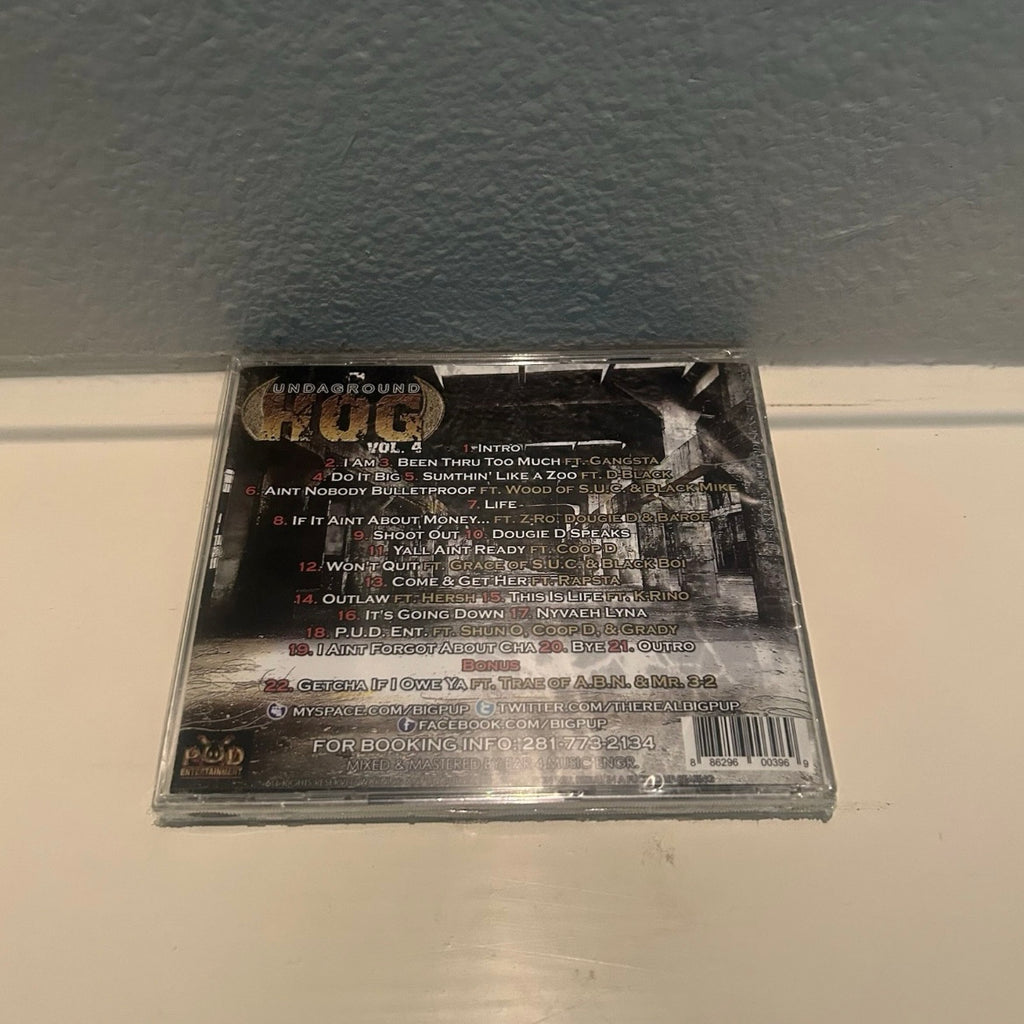 UNDAGROUND
HOG
VOL. 4
1. INTRO
2. I AM 3. BEEN THRU TOO MUCH FT. GANGSTA
4. DO IT BIG 5. SUMTHIN' LIKE A ZOO FT. D BLACK
6. AINT NOBODY BULLETPROOF FT. WOOD OF S.U.C. & BLACK MIKE
7. LIFE
8. IF IT AINT ABOUT MONEY... FT. Z-RO, DOUGIE D & BAROE
9. SHOOT OUT 10. DOUGIE D SPEAKS
11. YALL AINT READY FT. COOP D
12. WON'T QUIT FT. GRACE OF S.U.C. & BLACK BOI
13. COME & GET HER FT. RAPSTA
14. OUTLAW FT. HERSH 15. THIS IS LIFE FT. K-RINO
16. IT'S GOING DOWN 17. NYVAEH LYNA
18. P.U.D. ENT. FT. SHUN O, COOP D, & GRADY
19. I AINT FORGOT ABOUT CHA 20. BYE 21. OUTRO
BONUS
22. GETCHA IF I OWE YA FT. TRAE OF A.B.N. & MR. 3-2
MYSPACE.COM/BIGPUP TWITTER.COM/THEREALBIGPUP
FACEBOOK.COM/BIGPUP
FOR BOOKING INFO: 281-773-2134
MIXED & MASTERED MUSIC ENGR.
P.U.D
ENTERTAINMENT
ALL RIGHTS
8 86296 00396 9